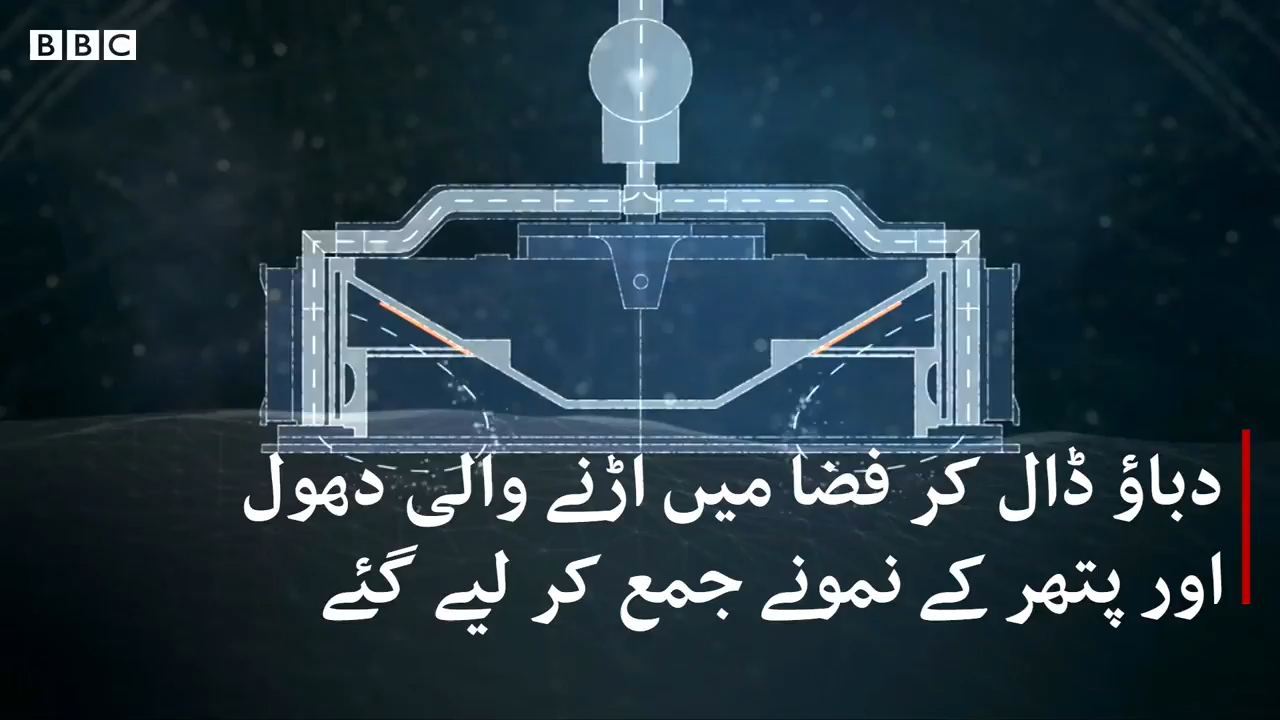 BBC
دباؤ ڈال کر فضا میں اڑنے والی دھول
اور پتھر کے نمونے جمع کر لیے گئے